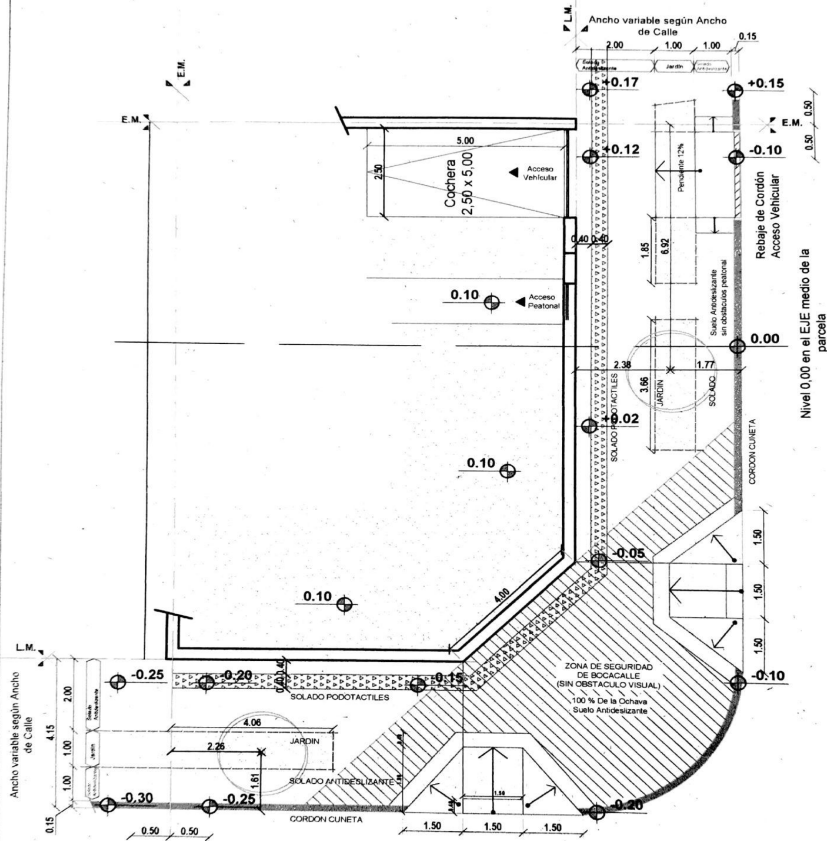 L.M.
Ancho variable según Ancho
de Calle
2.00
1.00
1.00
0.15
Jardín
E.M.
E.M.
+0.17
+0.15
0.50
E.M.
0.50
+0.12
-0.10
5.00
2,50
Cochera
2,50 x 5,00
Acceso
Vehícular
Pendiente 12%
Rebaje de Cordón
Acceso Vehicular
0.40
0.40
1.85
6.92
Suelo Antideslizante
sin obstaculos peatonal
0.10
Acceso
Peatonal
0.00
Nivel 0,00 en el EJE medio de la
parcela
2.38
1.77
3.66
JARDIN
SOLADO
SOLADO PODOTACTILES
+0.02
CORDON CUNETA
0.10
-0.05
1.50
1.50
1.50
0.10
4.00
L.M.
-0.25
-0.20
0.40
0.40
-0.15
SOLADO PODOTACTILES
ZONA DE SEGURIDAD
DE BOCACALLE
(SIN OBSTACULO VISUAL)
100 % De la Ochava
Suelo Antideslizante
-0.10
Ancho variable según Ancho
de Calle
2.00
4.15
1.00
1.00
0.15
Jardín
4.06
JARDIN
2.26
1.61
SOLADO ANTIDESLIZANTE
-0.30
-0.25
CORDON CUNETA
-0.20
0.50
0.50
1.50
1.50
1.50